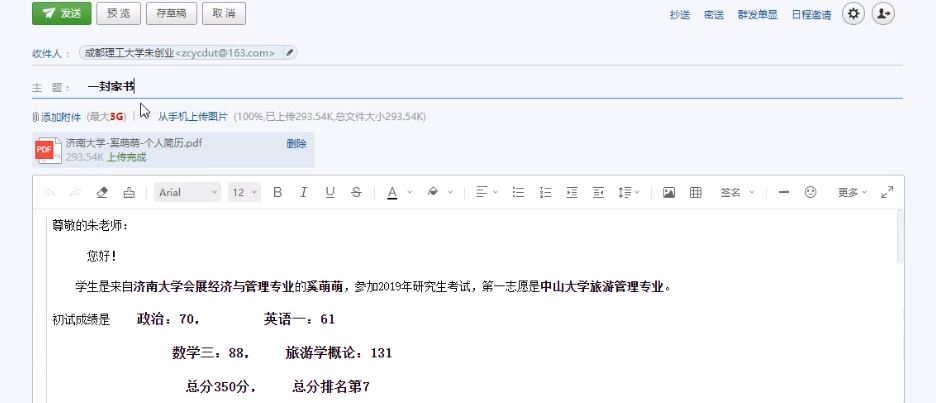 发送 预览 存草稿 取消 抄送 密送 群发单显 日程邀请
收件人： 成都理工大学朱创业<zcycdut@163.com>
主 题： 一封家书
添加附件 (最大3G) 从手机上传图片 (100%,已上传293.54K,总文件大小293.54K)
PDF 济南大学-奚萌萌-个人简历.pdf 删除
293.54K 上传完成
Arial 12 B I U S A 签名 更多
尊敬的朱老师：
您好！
学生是来自济南大学会展经济与管理专业的奚萌萌，参加2019年研究生考试，第一志愿是中山大学旅游管理专业。
初试成绩是 政治：70， 英语一：61
数学三：88， 旅游学概论：131
总分350分， 总分排名第7